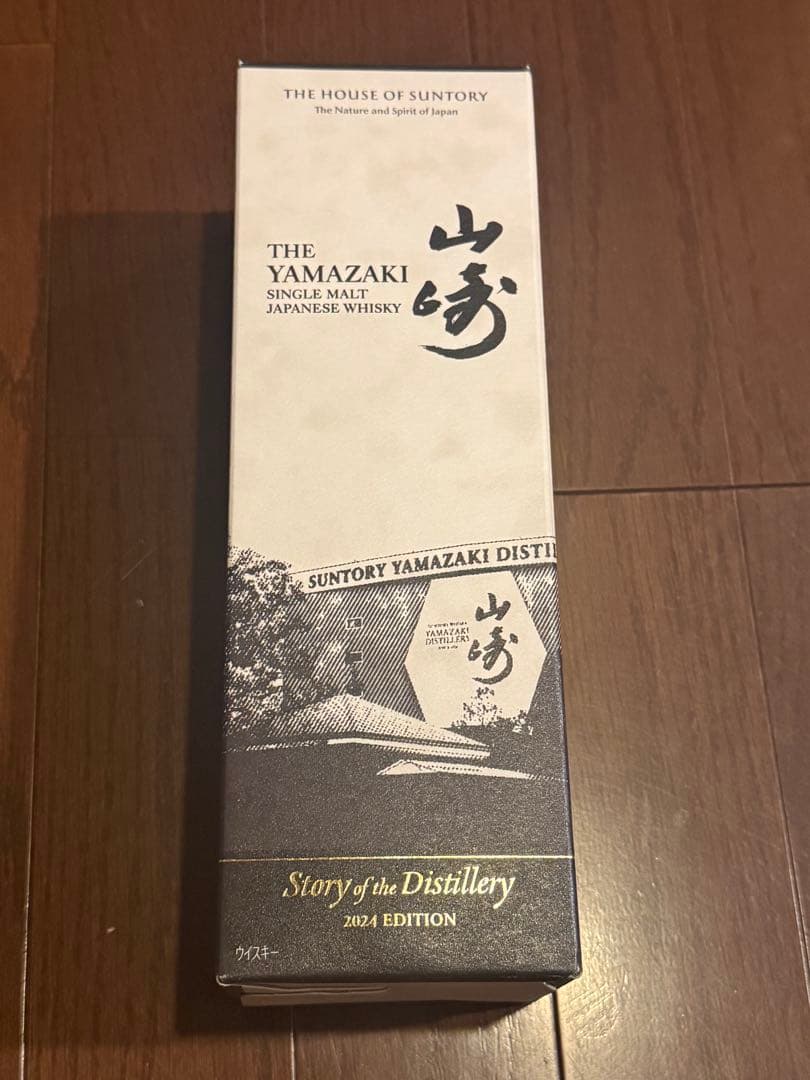 THE HOUSE OF SUNTORY
The Nature and Spirit of Japan
THE
YAMAZAKI
SINGLE MALT
JAPANESE WHISKY
山崎
SUNTORY YAMAZAKI DISTI
YAMAZAKI
DISTILLERY
山崎
Story of the Distillery
2024 EDITION
ウイスキー